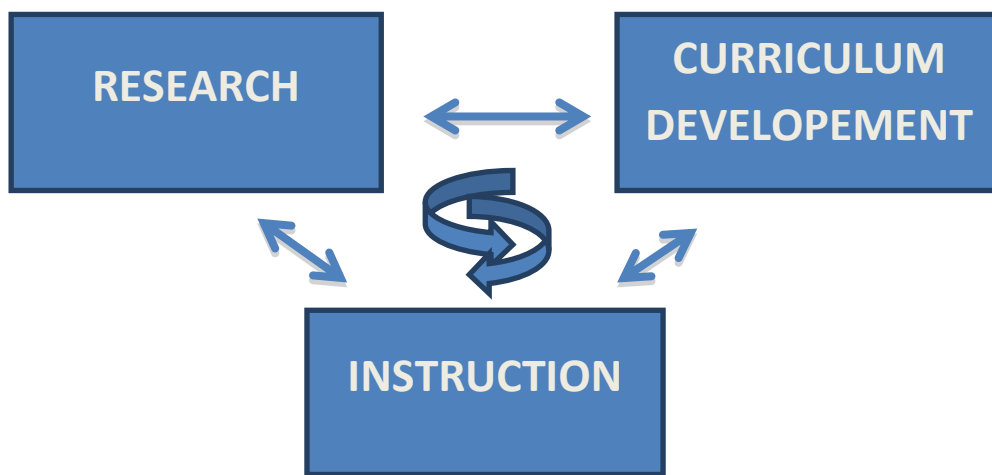 RESEARCH
CURRICULUM
DEVELOPEMENT
INSTRUCTION